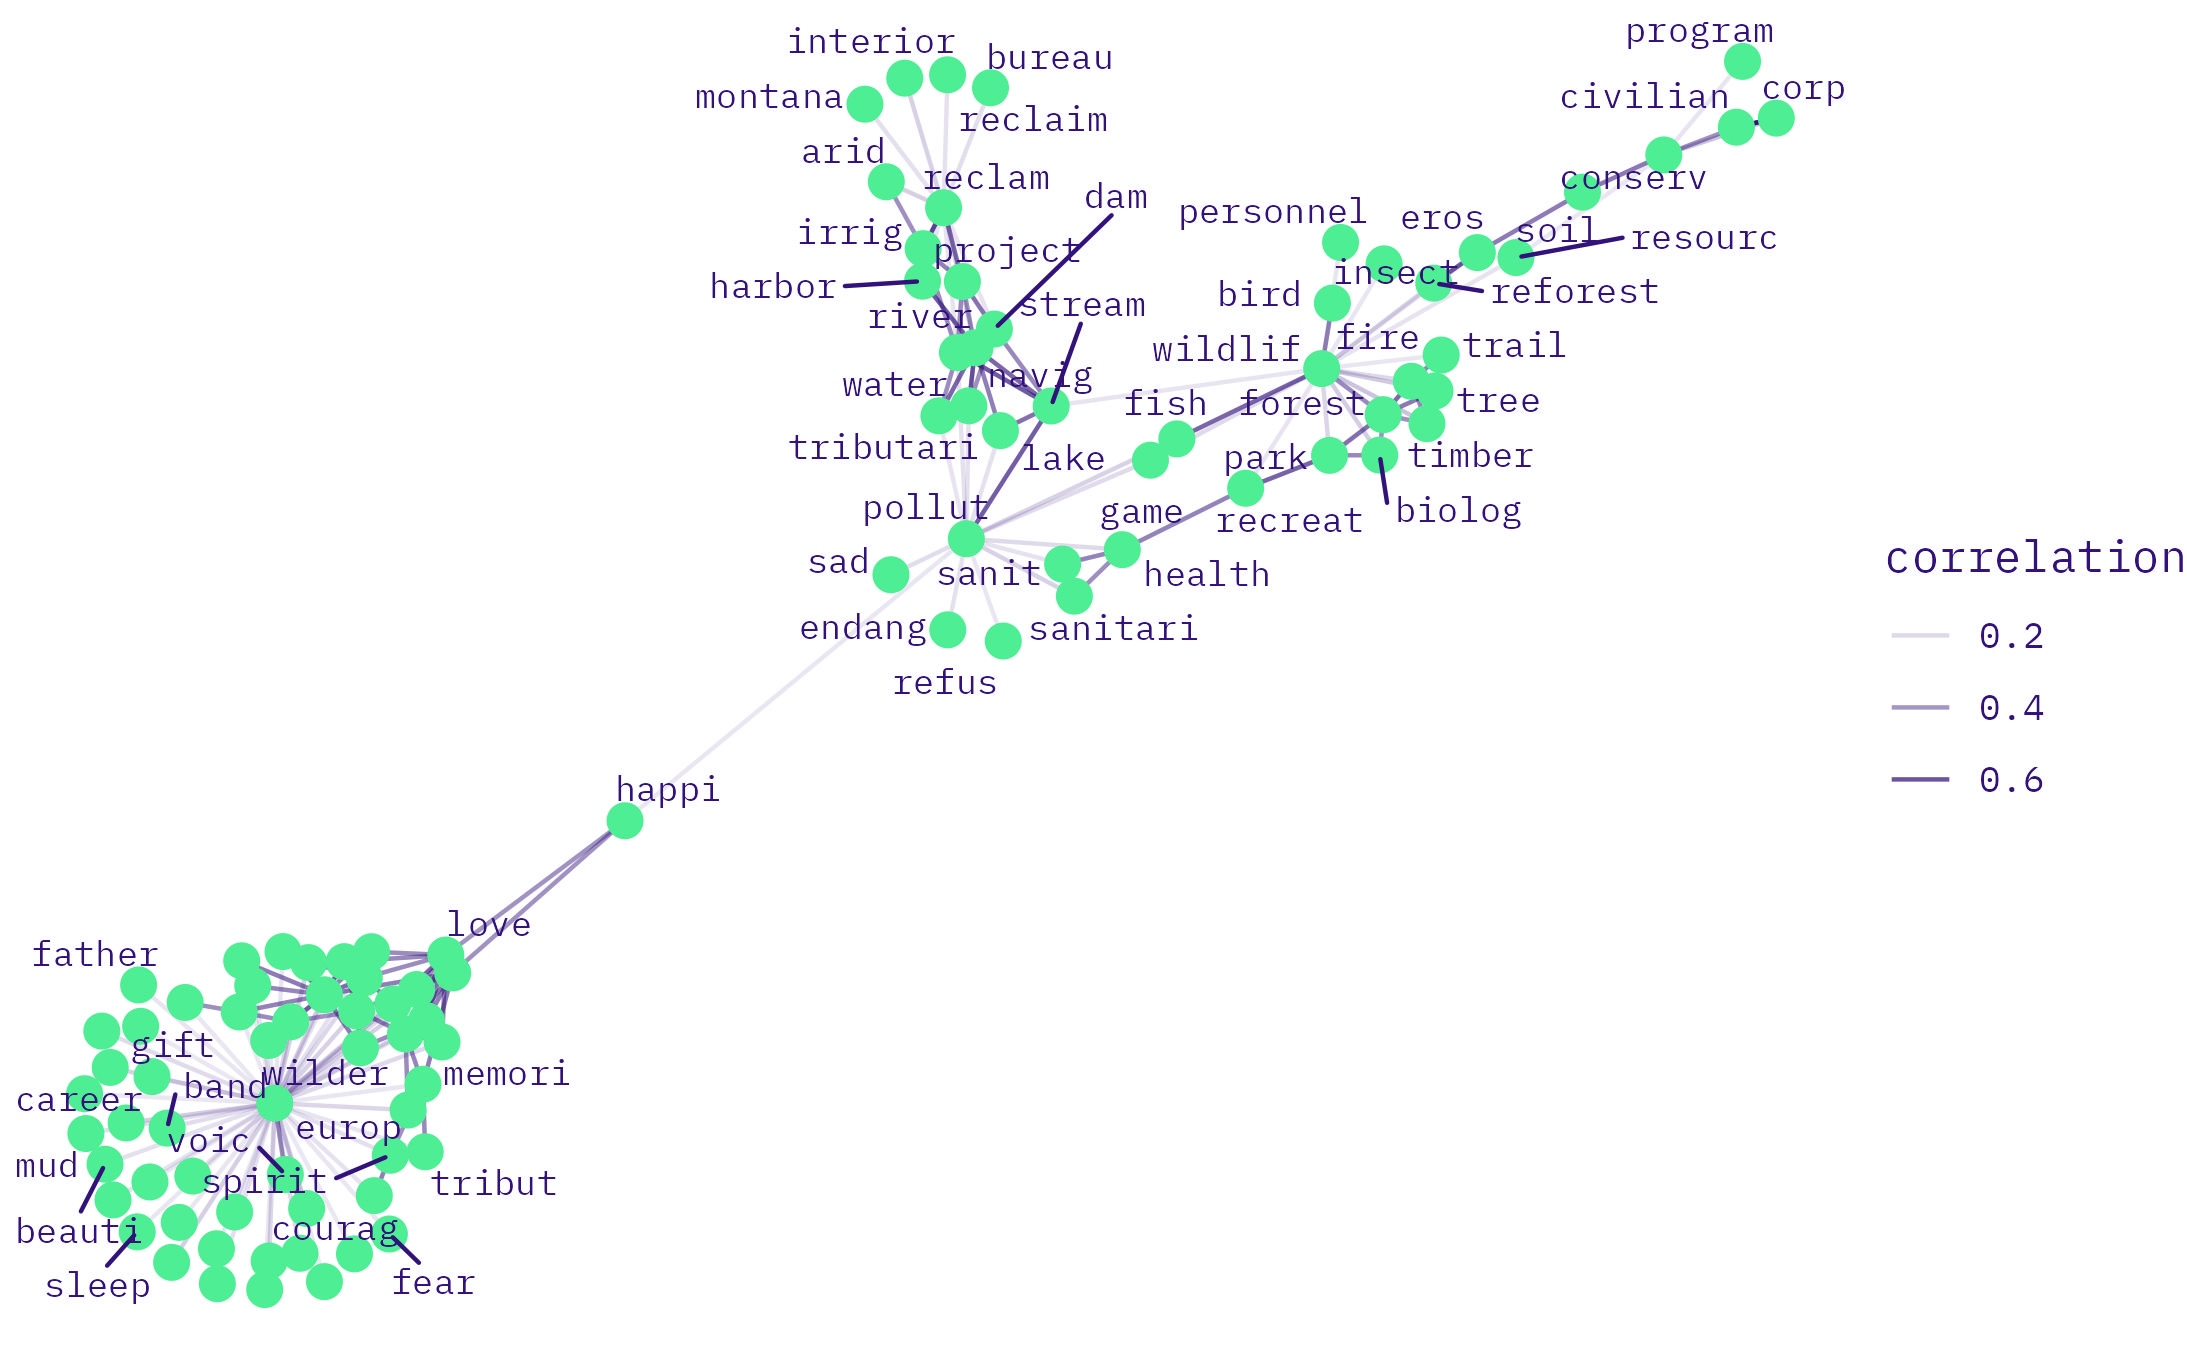 program
interior
bureau
corp
montana
civilian
reclaim
arid
reclam
conserv
dam
personnel
eros
irrig
soil
resourc
project
insect
harbor
bird
reforest
stream
river
fire
wildlif
trail
navig
water
fish
forest
tree
tributari
lake
park
timber
pollut
game
recreat
biolog
sad
sanit
health
endang
sanitari
refus
correlation
0.2
0.4
0.6
happi
love
father
gift
wilder
memori
band
career
europ
voic
mud
spirit
tribut
beauti
courag
sleep
fear